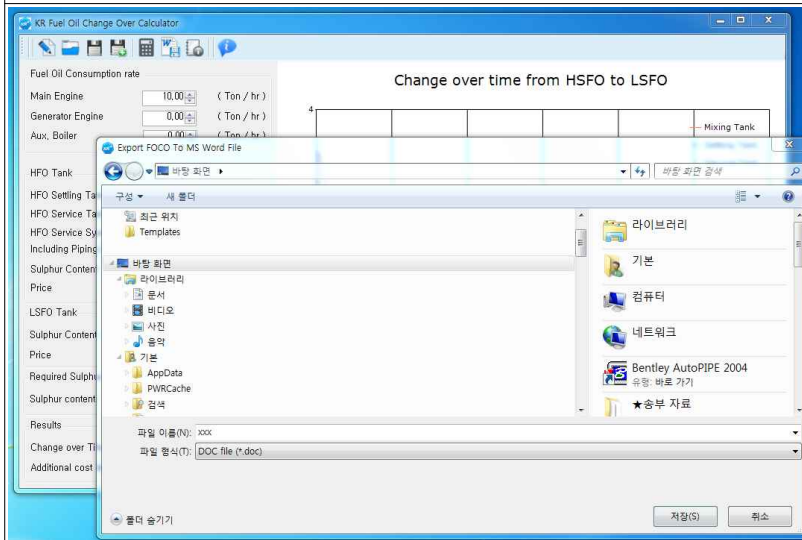 KR Fuel Oil Change Over Calculator
Fuel Oil Consumption rate
Main Engine 10,00 ( Ton / hr )
Generator Engine 0,00 ( Ton / hr )
Aux, Boiler 0,00 ( Ton / hr )
Change over time from HSFO to LSFO
4
Mixing Tank
HFO Tank
HFO Settling Ta
HFO Service Ta
HFO Service Sy
Including Piping
Sulphur Conten
Price
LSFO Tank
Sulphur Content
Price
Required Sulphu
Sulphur content
Results
Change over Ti
Additional cost
Export FOCO To MS Word File
바탕 화면
바탕 화면 검색
구성 새 폴더
최근 위치
Templates
바탕 화면
라이브러리
문서
비디오
사진
음악
기본
AppData
PWRCache
검색
라이브러리
기본
컴퓨터
네트워크
Bentley AutoPIPE 2004
유형: 바로 가기
★송부 자료
파일 이름(N): xxx
파일 형식(T): DOC file (*.doc)
폴더 숨기기
저장(S) 취소